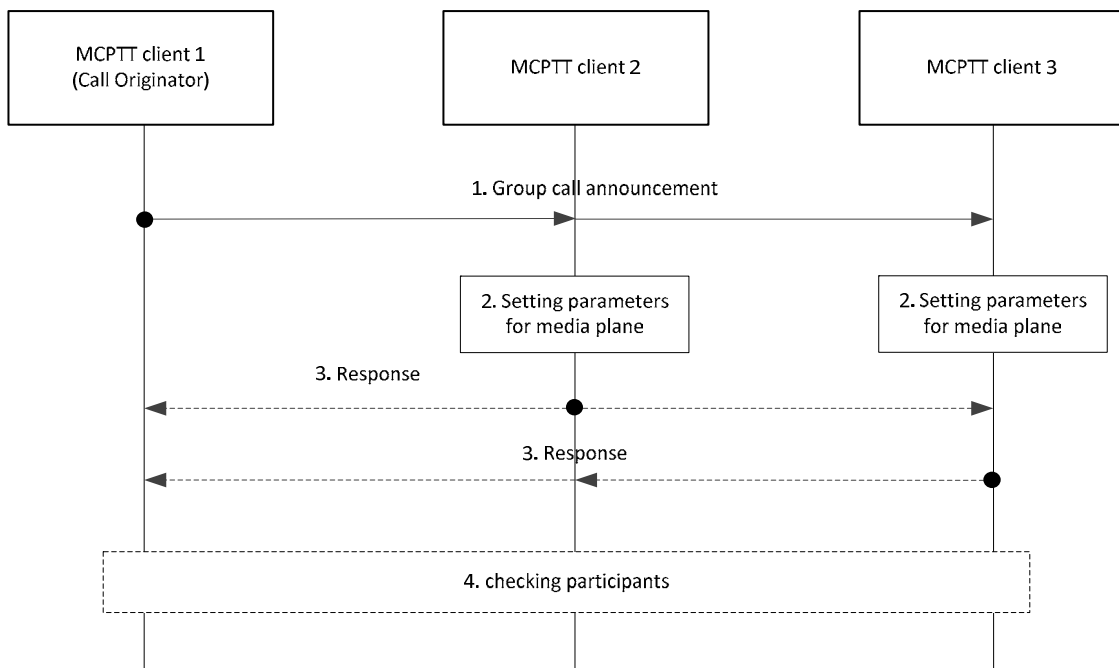 MCPTT client 1
(Call Originator)
MCPTT client 2
MCPTT client 3
1. Group call announcement
2. Setting parameters
for media plane
2. Setting parameters
for media plane
3. Response
3. Response
4. checking participants